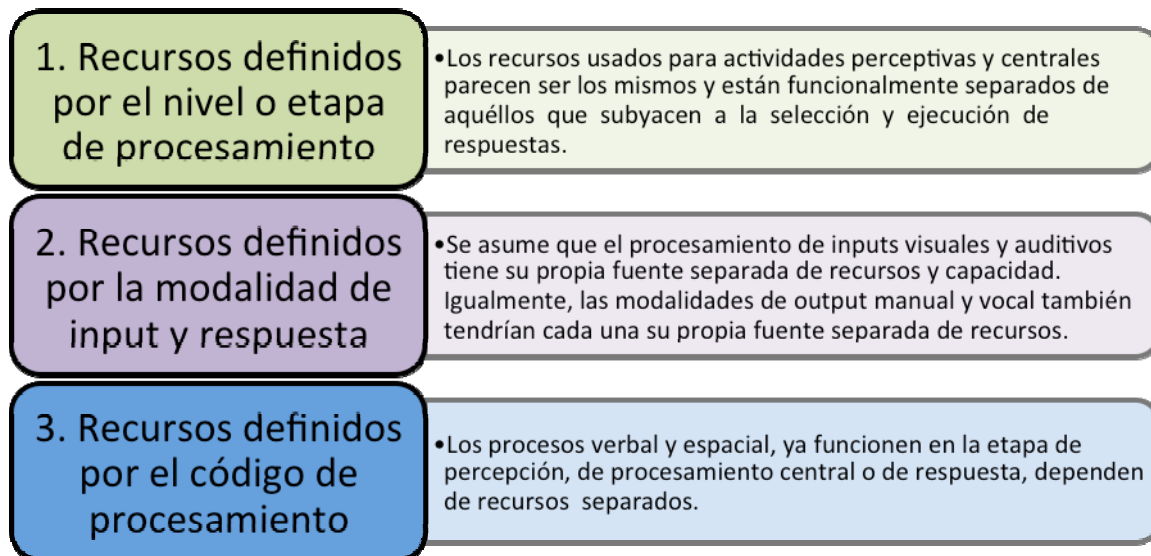 1. Recursos definidos
por el nivel o etapa
de procesamiento
•Los recursos usados para actividades perceptivas y centrales
parecen ser los mismos y están funcionalmente separados de
aquéllos que subyacen a la selección y ejecución de
respuestas.
2. Recursos definidos
por la modalidad de
input y respuesta
•Se asume que el procesamiento de inputs visuales y auditivos
tiene su propia fuente separada de recursos y capacidad.
Igualmente, las modalidades de output manual y vocal también
tendrían cada una su propia fuente separada de recursos.
3. Recursos definidos
por el código de
procesamiento
•Los procesos verbal y espacial, ya funcionen en la etapa de
percepción, de procesamiento central o de respuesta, dependen
de recursos separados.